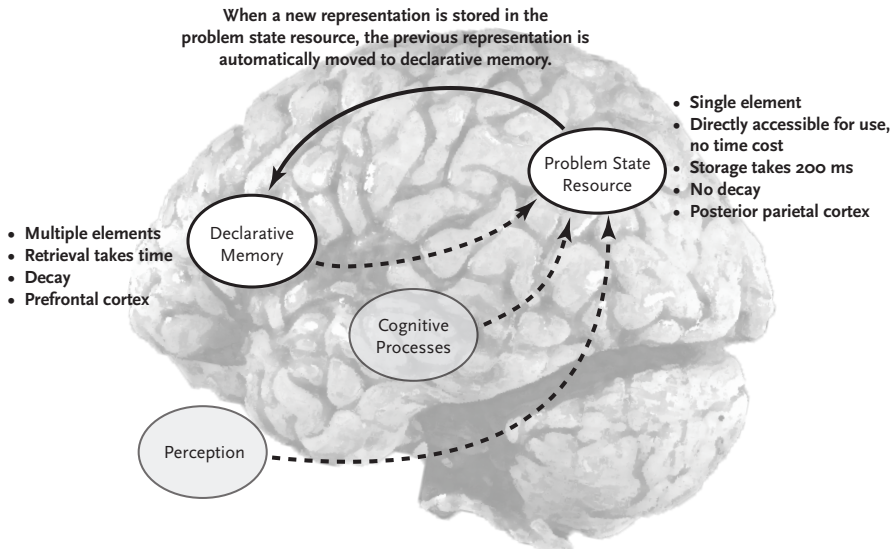 When a new representation is stored in the
problem state resource, the previous representation is
automatically moved to declarative memory.
• Single element
• Directly accessible for use,
no time cost
• Storage takes 200 ms
• No decay
• Posterior parietal cortex
Problem State
Resource
• Multiple elements
• Retrieval takes time
• Decay
• Prefrontal cortex
Declarative
Memory
Cognitive
Processes
Perception